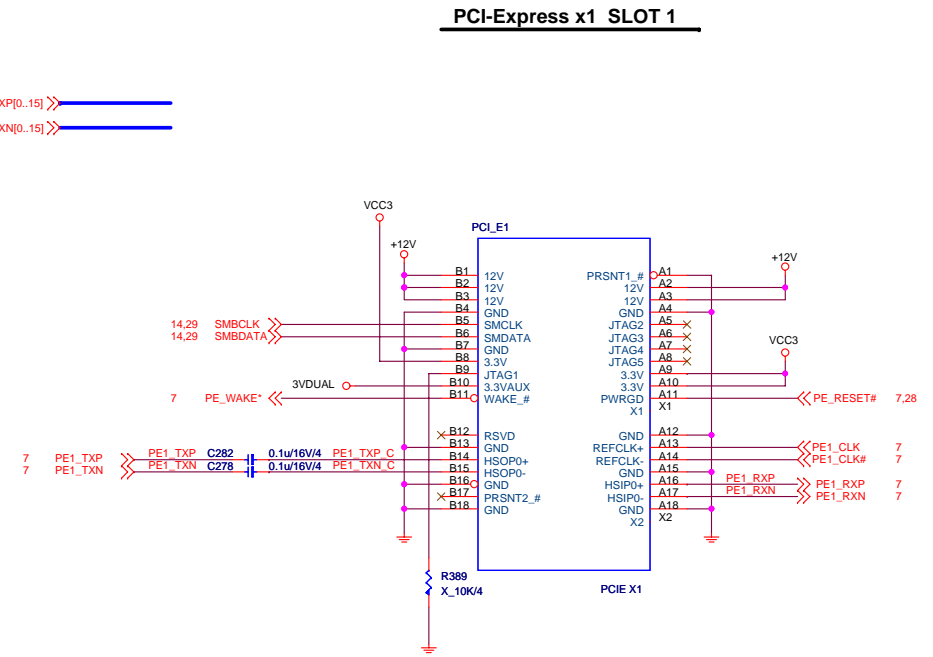 PCI-Express x1 SLOT 1
XP[0..15]
XN[0..15]
VCC3
PCI_E1
+12V
+12V
B1 12V PRSNT1_# A1
B2 12V 12V A2
B3 12V 12V A3
B4 GND GND A4
14,29 SMBCLK B5 SMCLK JTAG2 A5
14,29 SMBDATA B6 SMDATA JTAG3 A6
B7 GND JTAG4 A7
VCC3
B8 3.3V JTAG5 A8
B9 JTAG1 3.3V A9
3VDUAL B10 3.3VAUX 3.3V A10
7 PE_WAKE* B11 WAKE_# PWRGD A11 PE_RESET# 7,28
X1 X1
B12 RSVD GND A12
B13 GND REFCLK+ A13 PE1_CLK 7
7 PE1_TXP PE1_TXP C282 0.1u/16V/4 PE1_TXP_C B14 HSOP0+ REFCLK- A14 PE1_CLK# 7
7 PE1_TXN PE1_TXN C278 0.1u/16V/4 PE1_TXN_C B15 HSOP0- GND A15
B16 GND HSIP0+ A16 PE1_RXP PE1_RXP 7
B17 PRSNT2_# HSIP0- A17 PE1_RXN PE1_RXN 7
B18 GND GND A18
X2 X2
R389
X_10K/4
PCIE X1